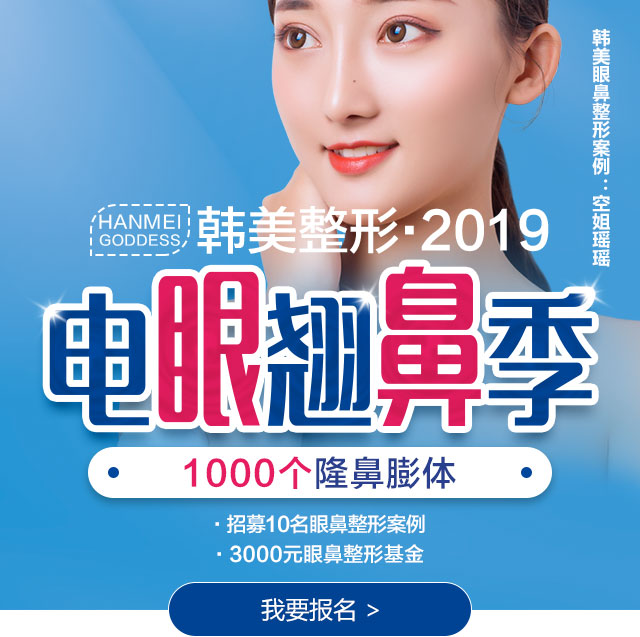 韩美眼鼻整形案例：空姐瑶瑶
HANMEI
GODDESS
韩美整形·2019
电眼翘鼻季
1000个隆鼻膨体
· 招募10名眼鼻整形案例
· 3000元眼鼻整形基金
我要报名 >